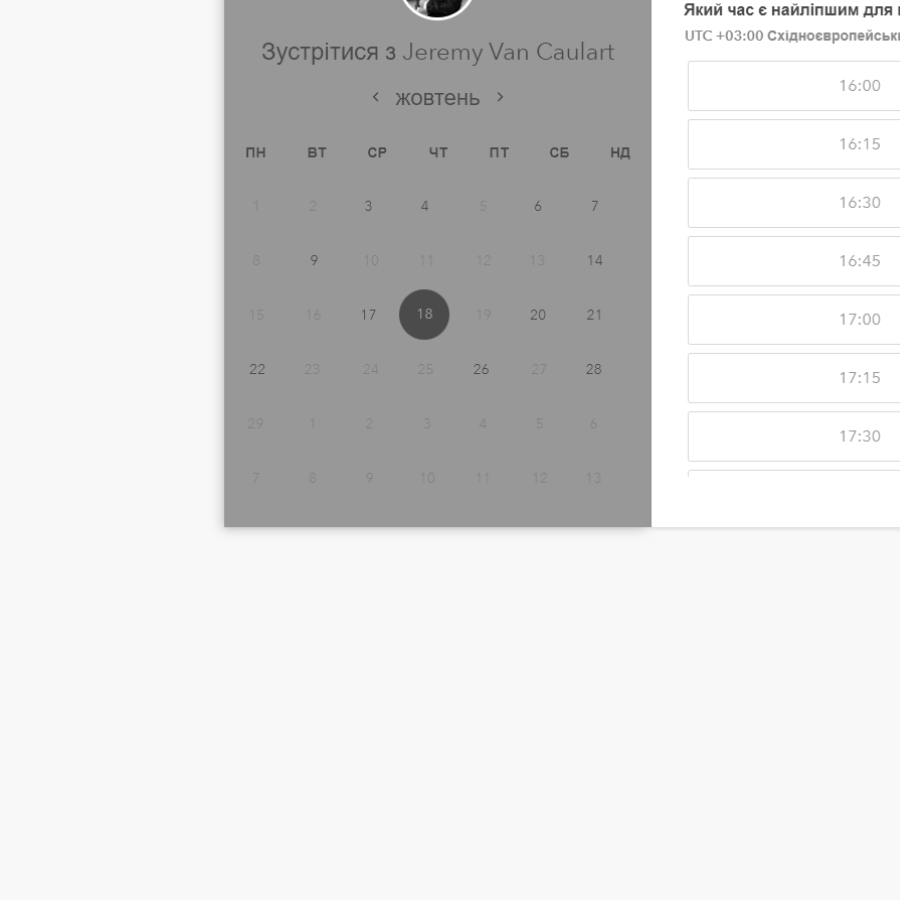 Зустрітися з Jeremy Van Caulart
жовтень
ПН ВТ СР ЧТ ПТ СБ НД
1 2 3 4 5 6 7
8 9 10 11 12 13 14
15 16 17 18 19 20 21
22 23 24 25 26 27 28
29 1 2 3 4 5 6
7 8 9 10 11 12 13
Який час є найліпшим для
UTC +03:00
16:00
16:15
16:30
16:45
17:00
17:15
17:30